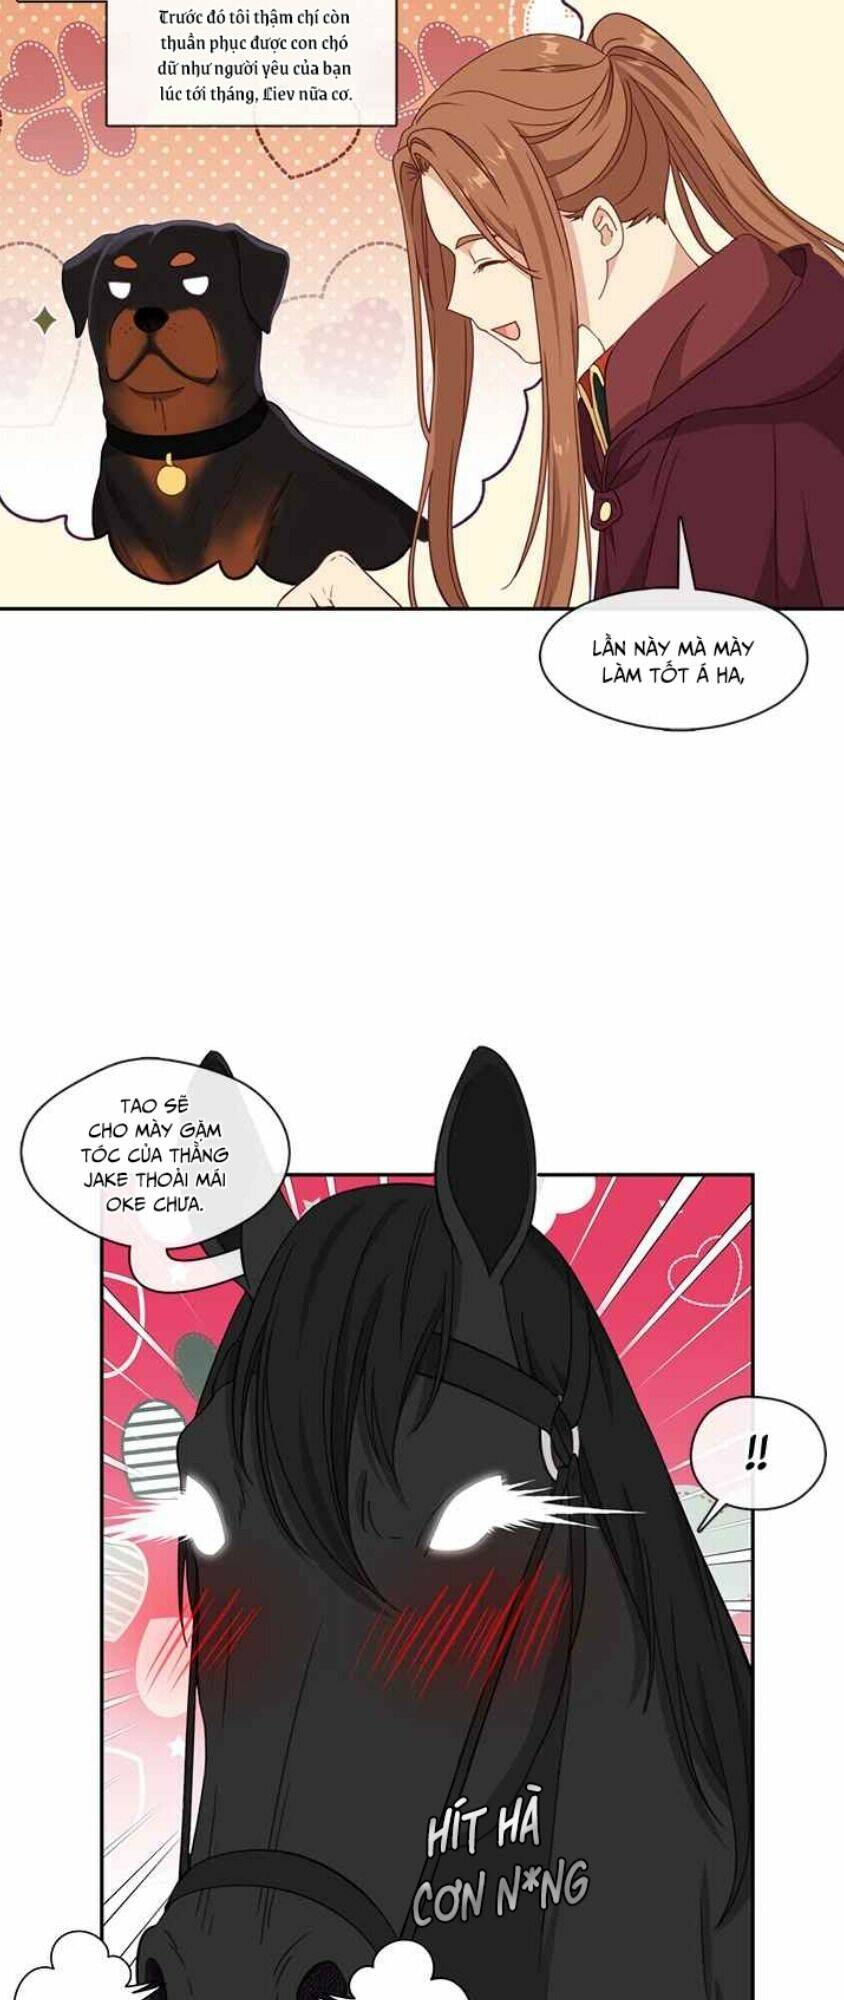 Trước đó tôi thậm chí còn
thuần phục được con chó
dữ như người yêu của bạn
lúc tới tháng, Liev nữa cơ.
LẦN NÀY MÀ MÀY
LÀM TỐT Á HA,
TAO SẼ
CHO MÀY GẶM
TÓC CỦA THẰNG
JAKE THOẢI MÁI
OKE CHƯA.
!!
HÍT HÀ
CƠN N*NG